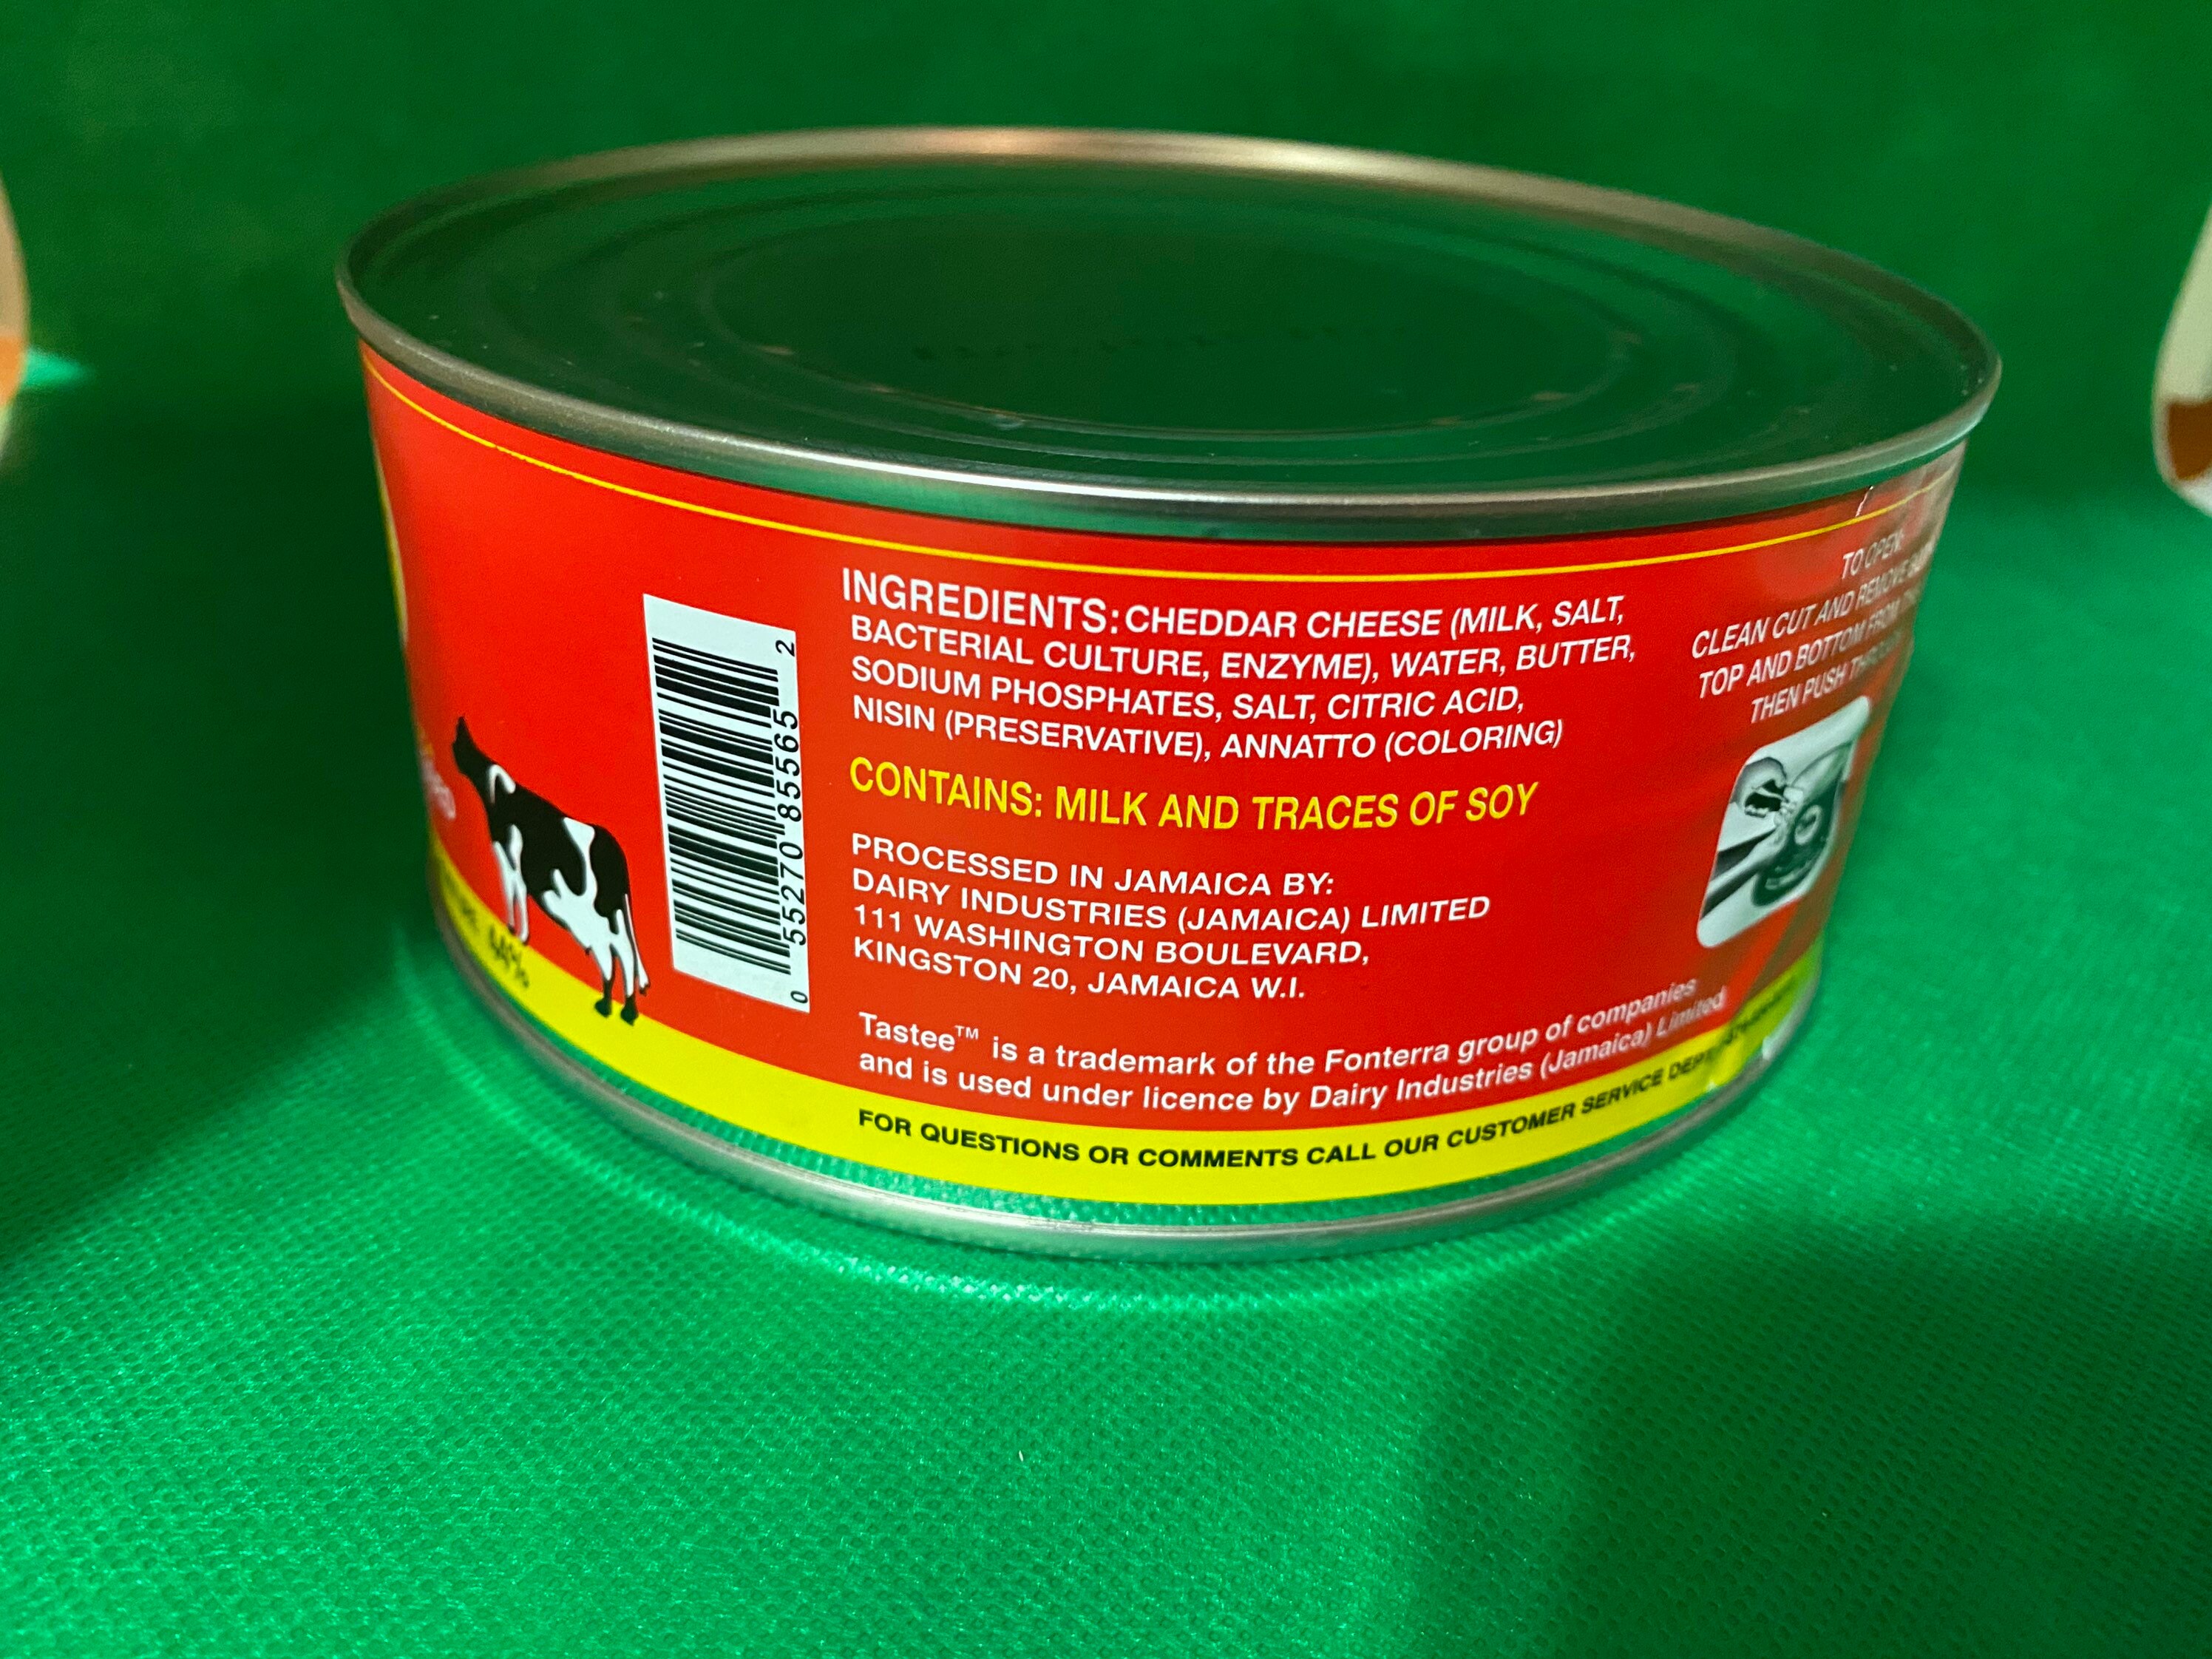 INGREDIENTS: CHEDDAR CHEESE (MILK, SALT,
BACTERIAL CULTURE, ENZYME), WATER, BUTTER,
SODIUM PHOSPHATES, SALT, CITRIC ACID,
NISIN (PRESERVATIVE), ANNATTO (COLORING)
CONTAINS: MILK AND TRACES OF SOY
PROCESSED IN JAMAICA BY:
DAIRY INDUSTRIES (JAMAICA) LIMITED
111 WASHINGTON BOULEVARD,
KINGSTON 20, JAMAICA W.I.
Tastee™ is a trademark of the Fonterra group of companies
and is used under licence by Dairy Industries (Jamaica) Limited
FOR QUESTIONS OR COMMENTS CALL OUR CUSTOMER SERVICE DEPT
0 55270 85565 2
44%
TO OPEN:
CLEAN CUT AND REMOVE
TOP AND BOTTOM FROM
THEN PUSH